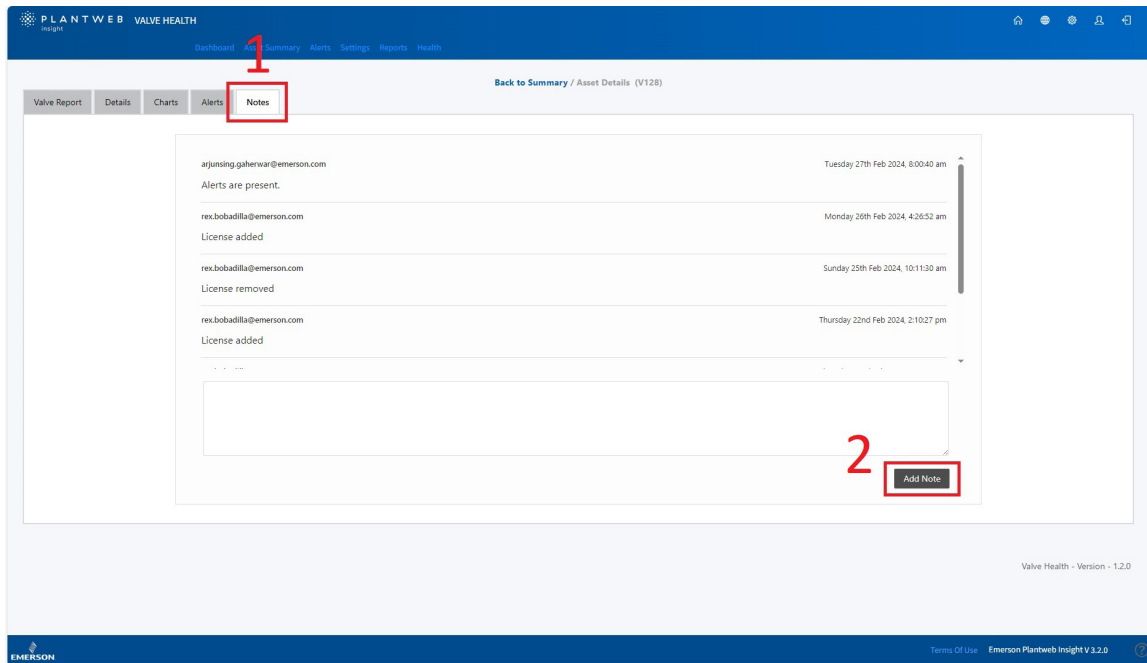 PLANTWEB VALVE HEALTH
insight
Dashboard Asset Summary Alerts Settings Reports Health
1
Back to Summary / Asset Details (V128)
Valve Report Details Charts Alerts Notes
arjunsing.gaherwar@emerson.com Tuesday 27th Feb 2024, 8:00:40 am
Alerts are present.
rex.bobadilla@emerson.com Monday 26th Feb 2024, 4:26:52 am
License added
rex.bobadilla@emerson.com Sunday 25th Feb 2024, 10:11:30 am
License removed
rex.bobadilla@emerson.com Thursday 22nd Feb 2024, 2:10:27 pm
License added
2
Add Note
Valve Health - Version - 1.2.0
EMERSON
Terms Of Use Emerson Plantweb Insight V 3.2.0 ?